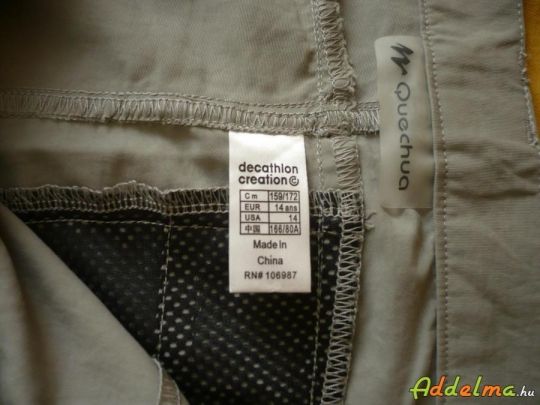 decathlon
creation
Cm 159/172
EUR 14 ans
USA 14
中国 166/80A
Made In
China
RN# 106987
Quechua
Addelma.hu